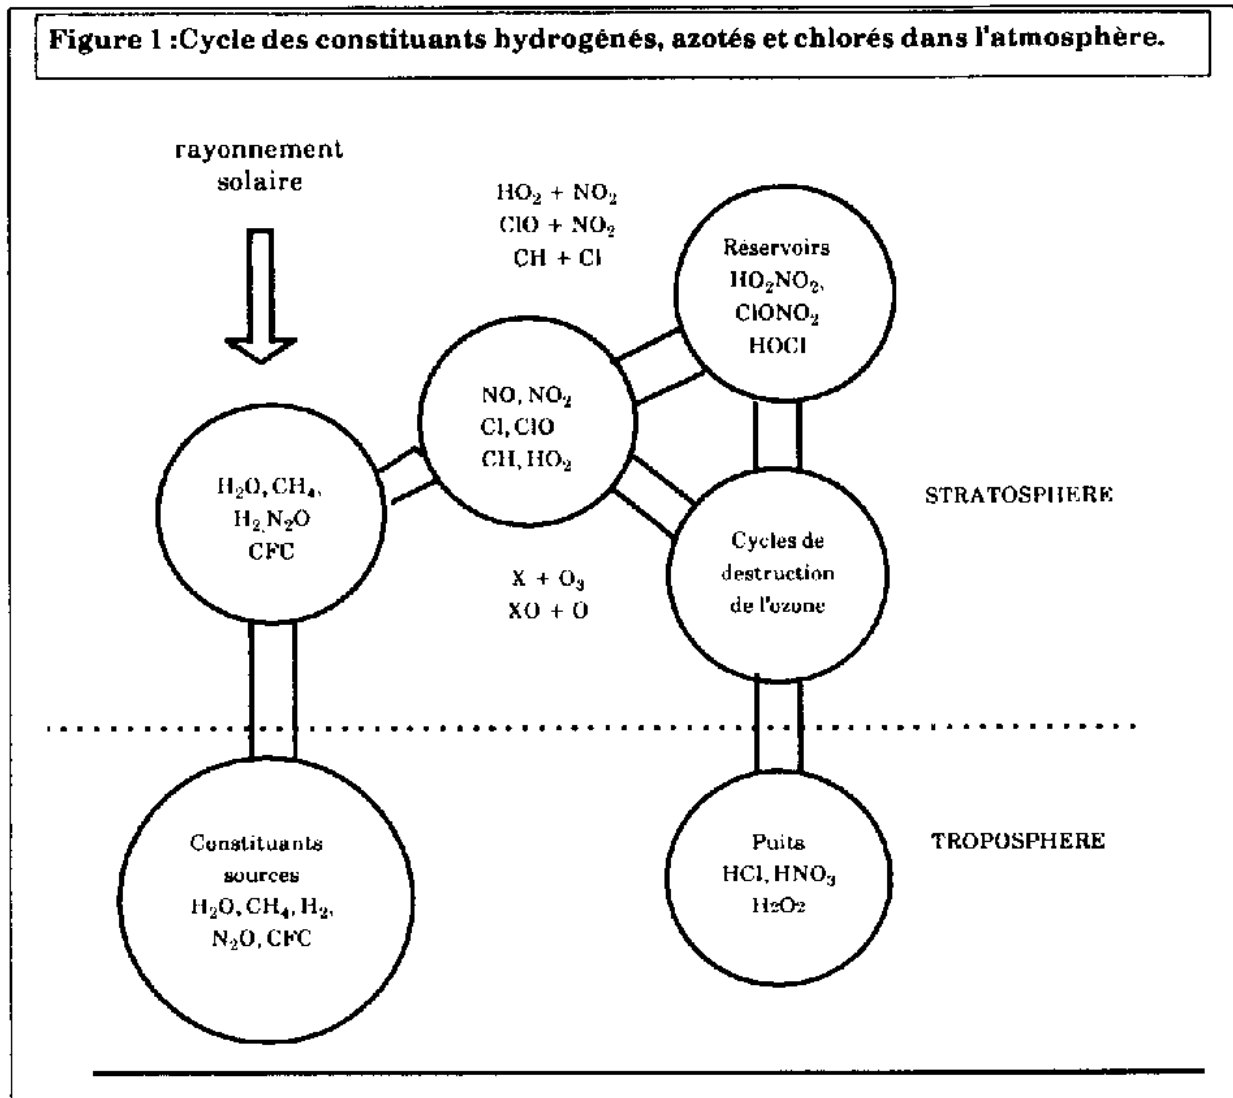 Figure 1 :Cycle des constituants hydrogénés, azotés et chlorés dans l'atmosphère.
rayonnement
solaire
HO₂ + NO₂
ClO + NO₂
CH + Cl
Réservoirs
HO₂NO₂,
ClONO₂
HOCl
NO, NO₂
Cl, ClO
CH, HO₂
H₂O, CH₄,
H₂, N₂O
CFC
STRATOSPHERE
Cycles de
destruction
de l'ozone
X + O₃
XO + O
Constituants
sources
H₂O, CH₄, H₂,
N₂O, CFC
Puits
HCl, HNO₃
H₂O₂
TROPOSPHERE